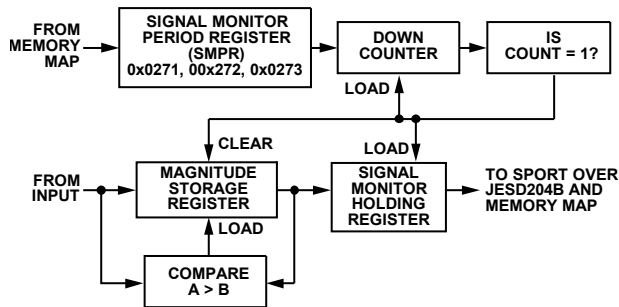 FROM
MEMORY
MAP
SIGNAL MONITOR
PERIOD REGISTER
(SMPR)
0x0271, 00x272, 0x0273
DOWN
COUNTER
IS
COUNT = 1?
LOAD
CLEAR
LOAD
FROM
INPUT
MAGNITUDE
STORAGE
REGISTER
SIGNAL
MONITOR
HOLDING
REGISTER
TO SPORT OVER
JESD204B AND
MEMORY MAP
LOAD
COMPARE
A > B